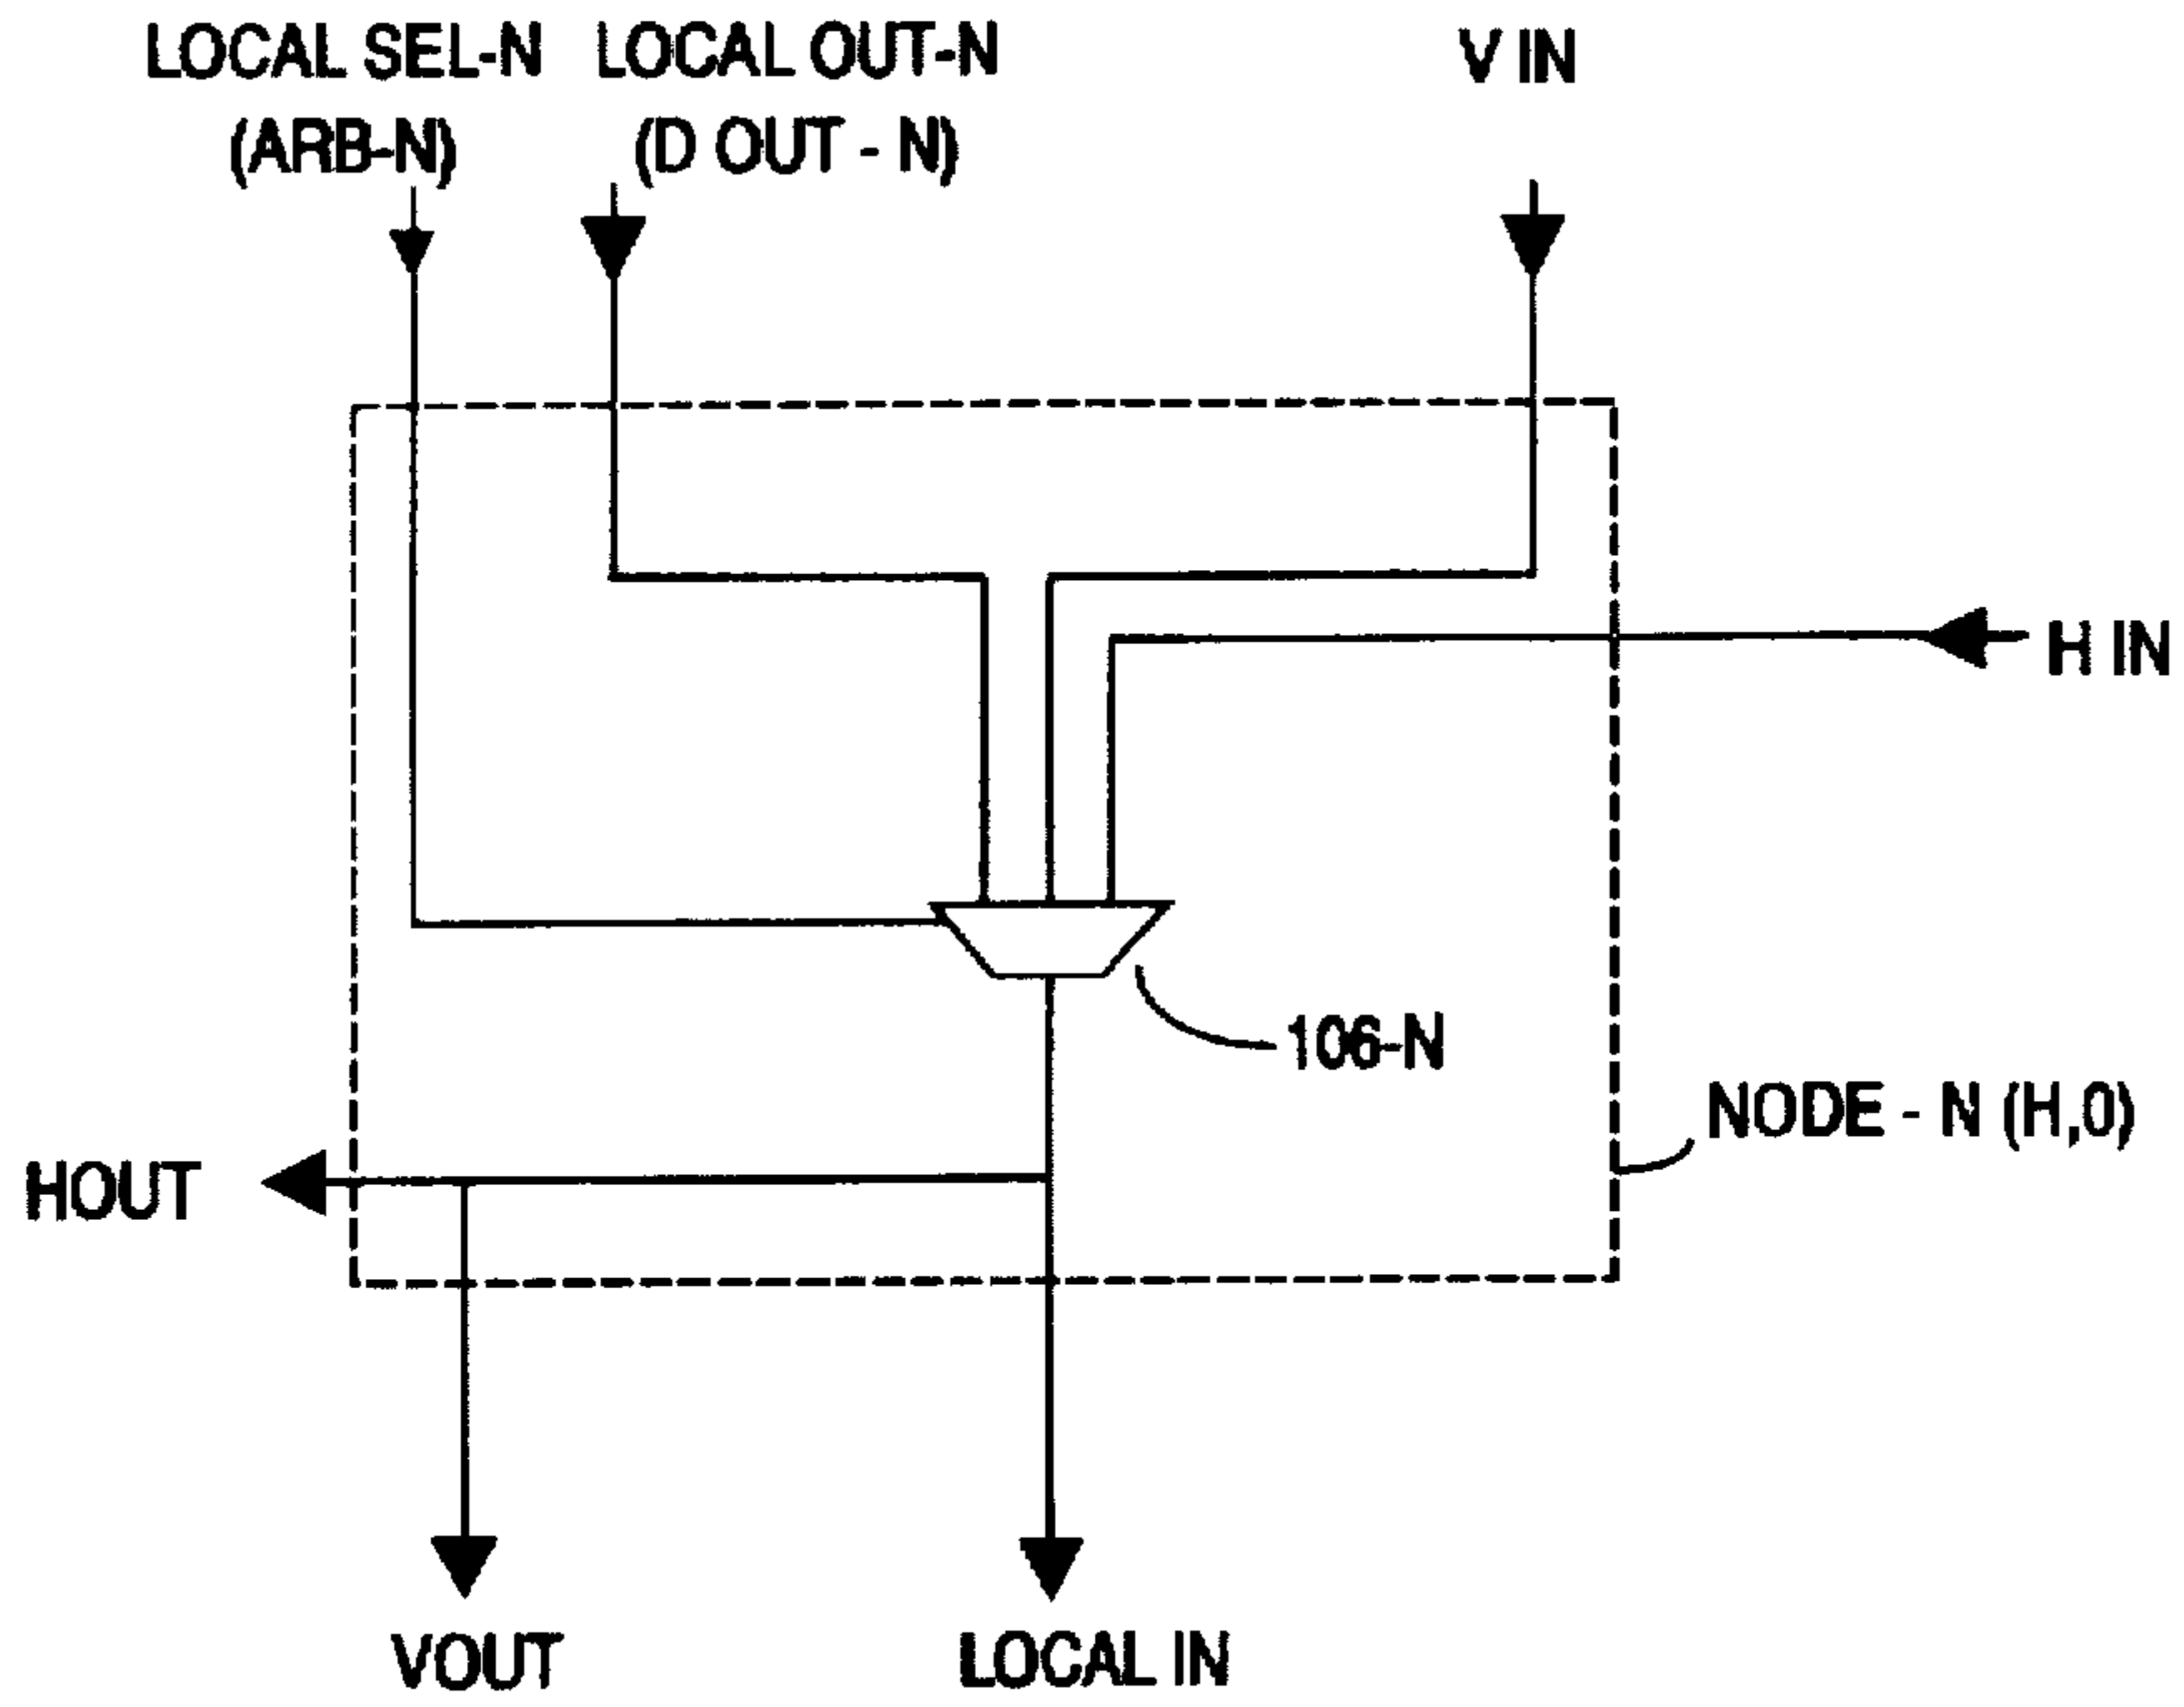 LOCAL SEL-N
(ARB-N)
LOCAL OUT-N
(D OUT - N)
V IN
H IN
106-N
NODE - N (H,0)
HOUT
VOUT
LOCAL IN